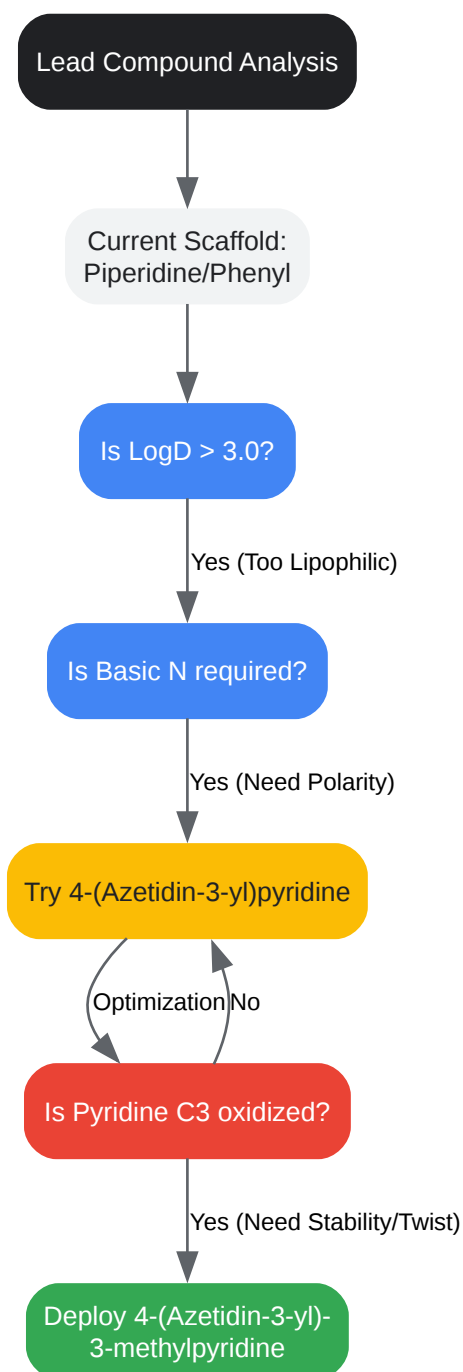 Lead Compound Analysis
Current Scaffold:
Piperidine/Phenyl
Is LogD > 3.0?
Yes (Too Lipophilic)
Is Basic N required?
Yes (Need Polarity)
Try 4-(Azetidin-3-yl)pyridine
Optimization
No
Is Pyridine C3 oxidized?
Yes (Need Stability/Twist)
Deploy 4-(Azetidin-3-yl)-
3-methylpyridine